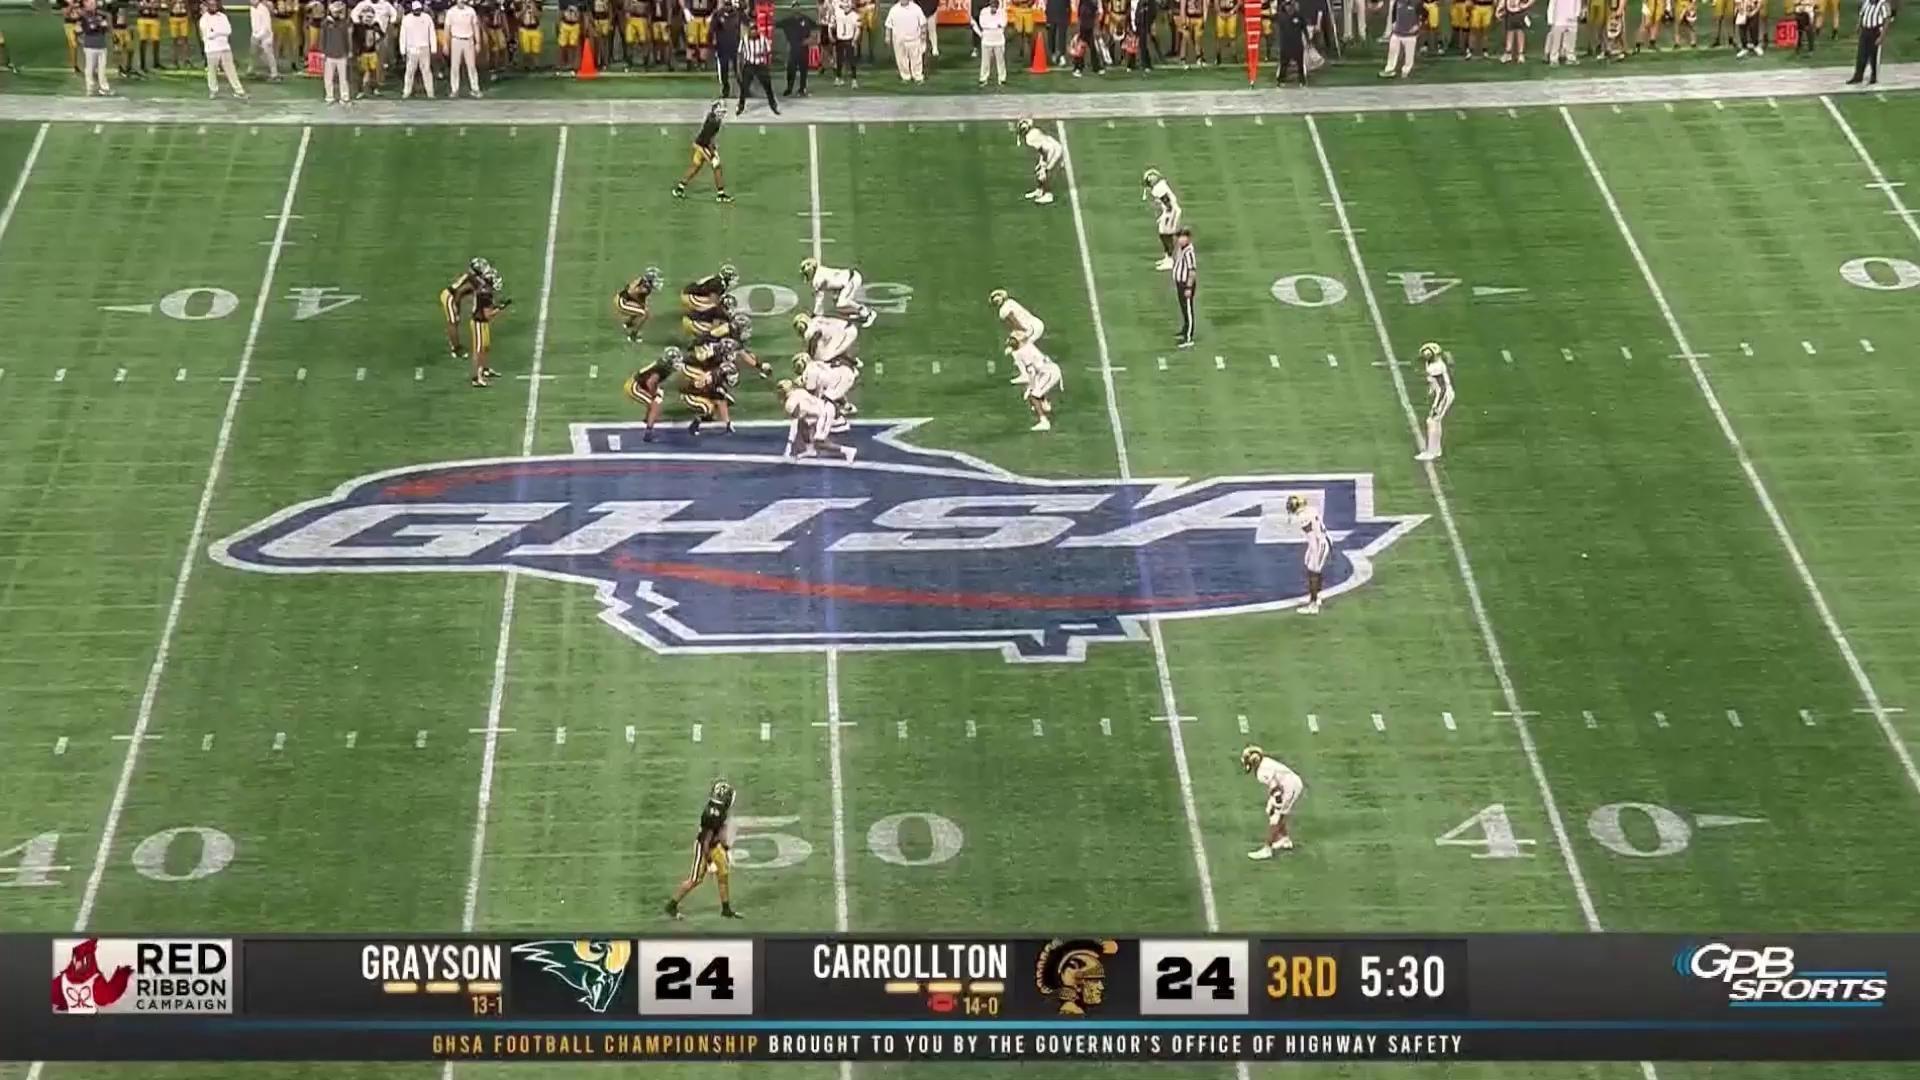 40
50
40
GHSA
40
50
40
RED RIBBON CAMPAIGN
GRAYSON 13-1 24
CARROLLTON 14-0 24
3RD 5:30
GPB SPORTS
GHSA FOOTBALL CHAMPIONSHIP BROUGHT TO YOU BY THE GOVERNOR'S OFFICE OF HIGHWAY SAFETY